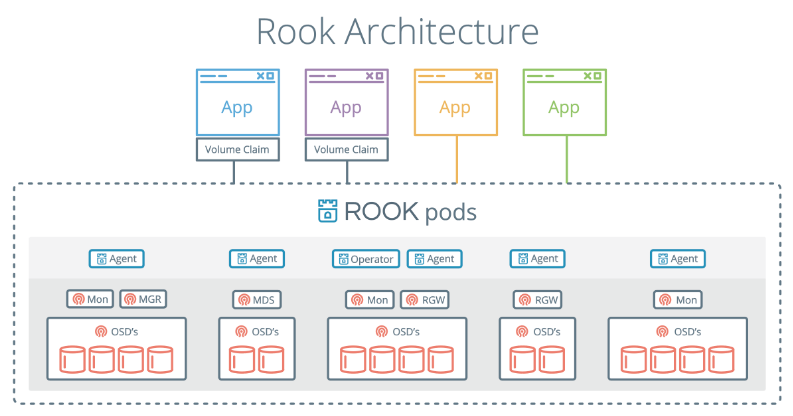 Rook Architecture
App App App App
Volume Claim Volume Claim
ROOK pods
Agent Agent Operator Agent Agent Agent
Mon MGR MDS Mon RGW RGW Mon
OSD's OSD's OSD's OSD's OSD's